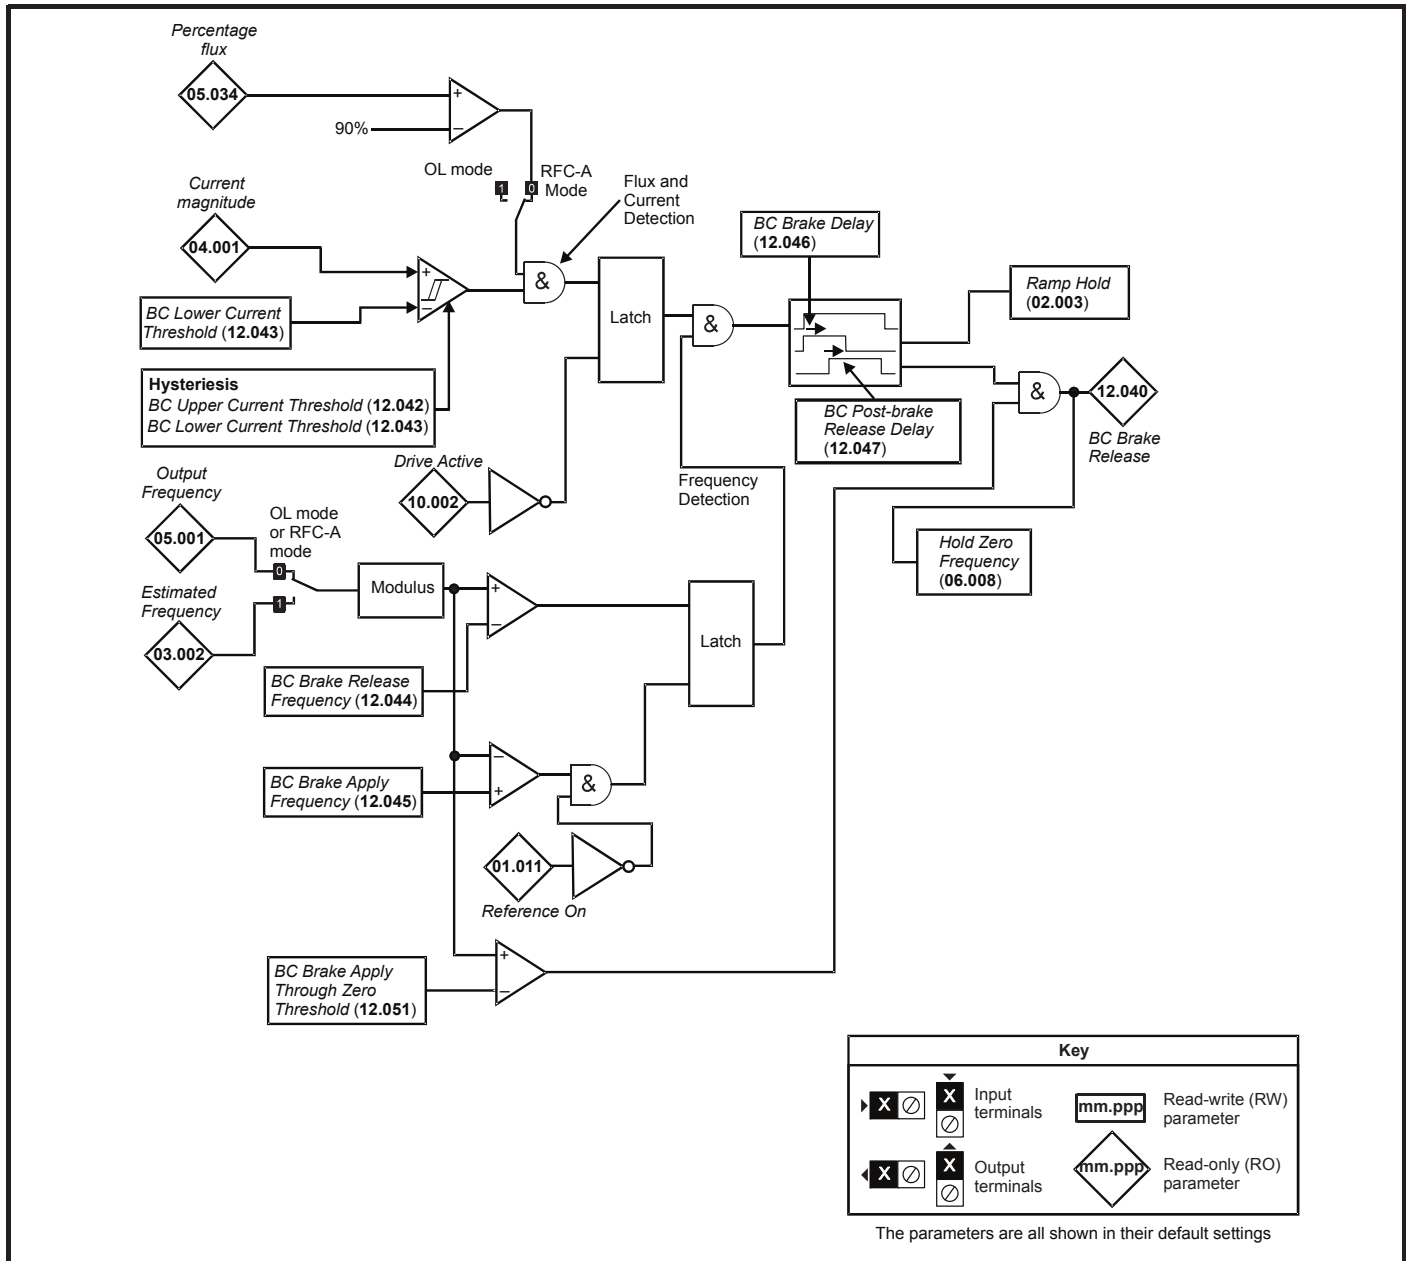 Percentage
flux
05.034
+
90%
–
OL mode
RFC-A
Mode
1
0
Flux and
Current
Detection
Current
magnitude
04.001
+
–
&
BC Lower Current
Threshold (12.043)
Latch
&
BC Brake Delay
(12.046)
Ramp Hold
(02.003)
Hysteriesis
BC Upper Current Threshold (12.042)
BC Lower Current Threshold (12.043)
&
12.040
BC Brake
Release
BC Post-brake
Release Delay
(12.047)
Drive Active
10.002
Frequency
Detection
Output
Frequency
05.001
OL mode
or RFC-A
mode
0
1
Estimated
Frequency
03.002
Modulus
+
–
Hold Zero
Frequency
(06.008)
Latch
BC Brake Release
Frequency (12.044)
–
+
&
BC Brake Apply
Frequency (12.045)
01.011
Reference On
BC Brake Apply
Through Zero
Threshold (12.051)
+
–
Key
X
X
Input
terminals
mm.ppp
Read-write (RW)
parameter
X
X
Output
terminals
mm.ppp
Read-only (RO)
parameter
The parameters are all shown in their default settings